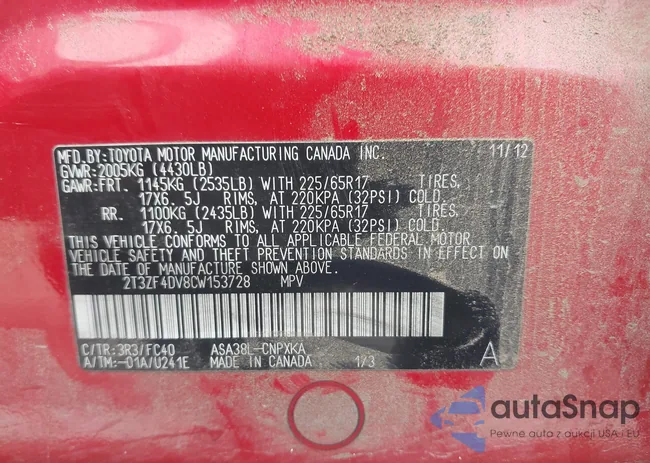 MFD.BY:TOYOTA MOTOR MANUFACTURING CANADA INC. 11/12
GVWR:2005KG (4430LB)
GAWR:FRT. 1145KG (2535LB) WITH 225/65R17 TIRES,
17X6. 5J RIMS, AT 220KPA (32PSI) COLD.
RR. 1100KG (2435LB) WITH 225/65R17 TIRES,
17X6. 5J RIMS, AT 220KPA (32PSI) COLD.
THIS VEHICLE CONFORMS TO ALL APPLICABLE FEDERAL MOTOR
VEHICLE SAFETY AND THEFT PREVENTION STANDARDS IN EFFECT
ON THE DATE OF MANUFACTURE SHOWN ABOVE.
2T3ZF4DV8CW153728 MPV
C/TR:3R3/FC40 ASA38L-CNPXKA
A/TM:-01A/U241E MADE IN CANADA 1/3 A
autaSnap
Pewne auta z aukcji USA i EU